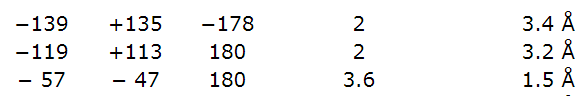 −139 +135 −178 2 3.4 Å
−119 +113 180 2 3.2 Å
− 57 − 47 180 3.6 1.5 Å